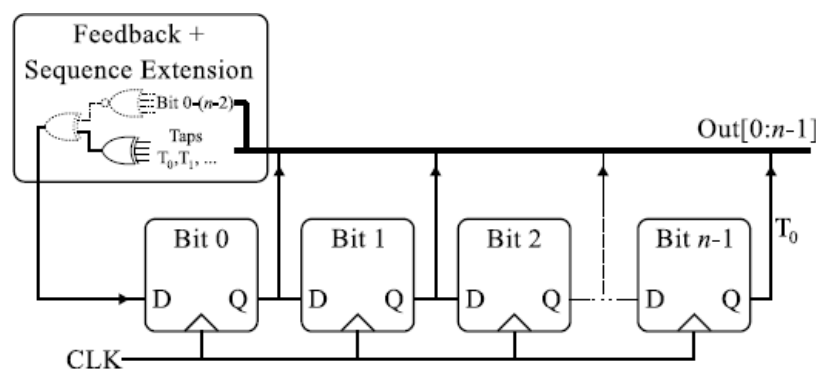 Feedback +
Sequence Extension
Bit 0-(n-2)
Taps
T₀,T₁, ...
Out[0:n-1]
Bit 0
Bit 1
Bit 2
Bit n-1
T₀
D Q D Q D Q D Q
CLK